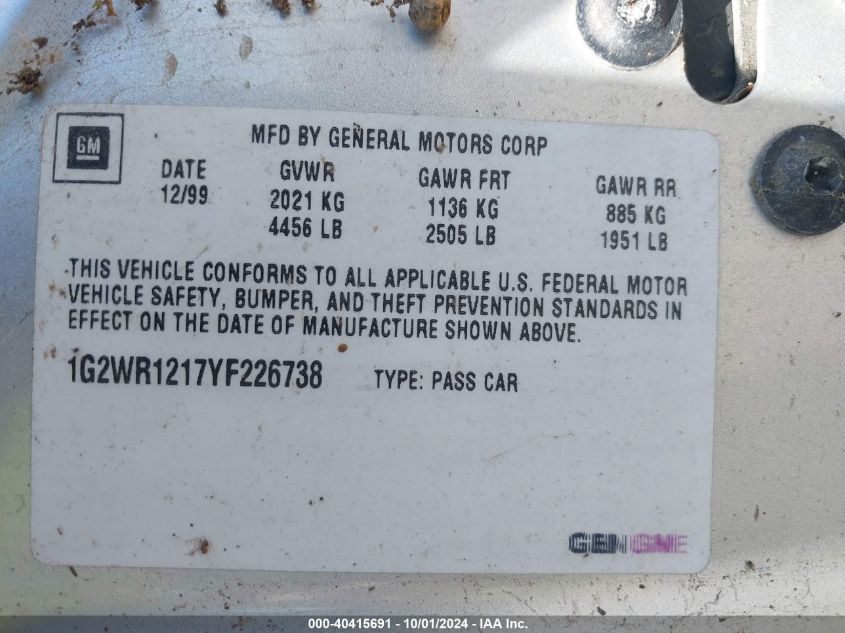 GM
MFD BY GENERAL MOTORS CORP
DATE GVWR GAWR FRT GAWR RR
12/99 2021 KG 1136 KG 885 KG
4456 LB 2505 LB 1951 LB
THIS VEHICLE CONFORMS TO ALL APPLICABLE U.S. FEDERAL MOTOR
VEHICLE SAFETY, BUMPER, AND THEFT PREVENTION STANDARDS IN
EFFECT ON THE DATE OF MANUFACTURE SHOWN ABOVE.
1G2WR1217YF226738 TYPE: PASS CAR
000-40415691 - 10/01/2024 - IAA Inc.